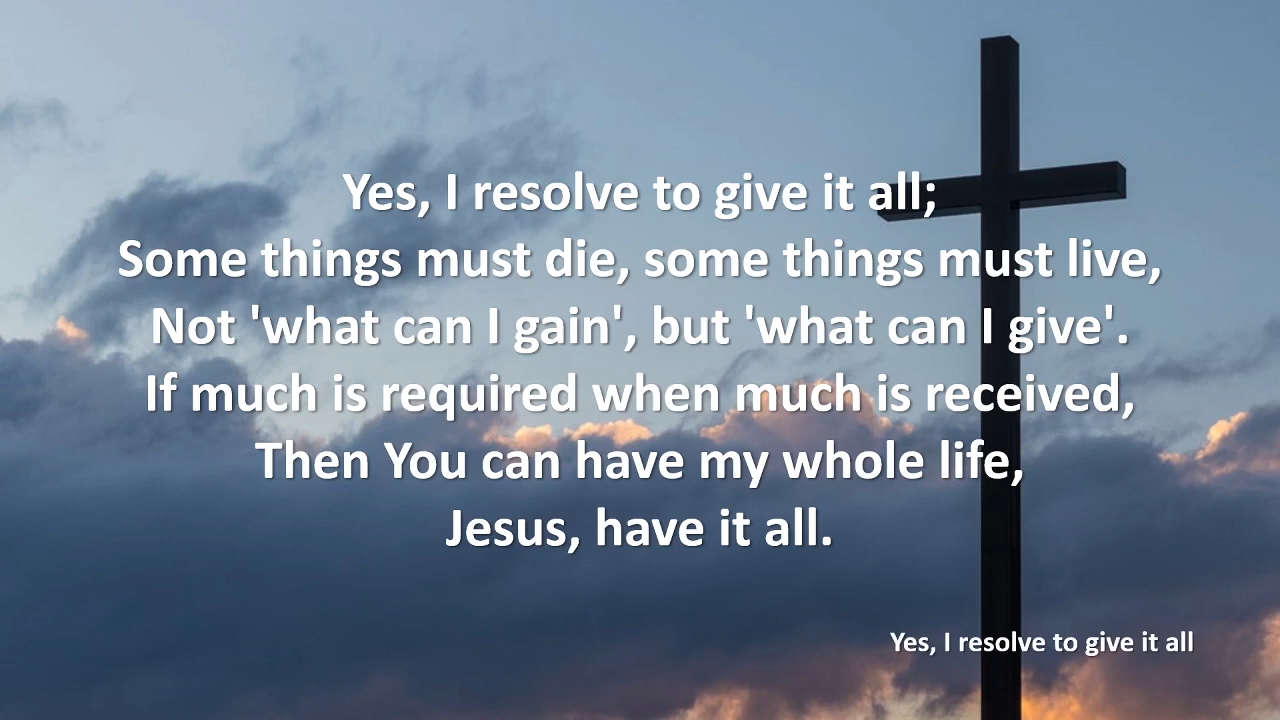 Yes, I resolve to give it all;
Some things must die, some things must live,
Not 'what can I gain', but 'what can I give'.
If much is required when much is received,
Then You can have my whole life,
Jesus, have it all.
Yes, I resolve to give it all